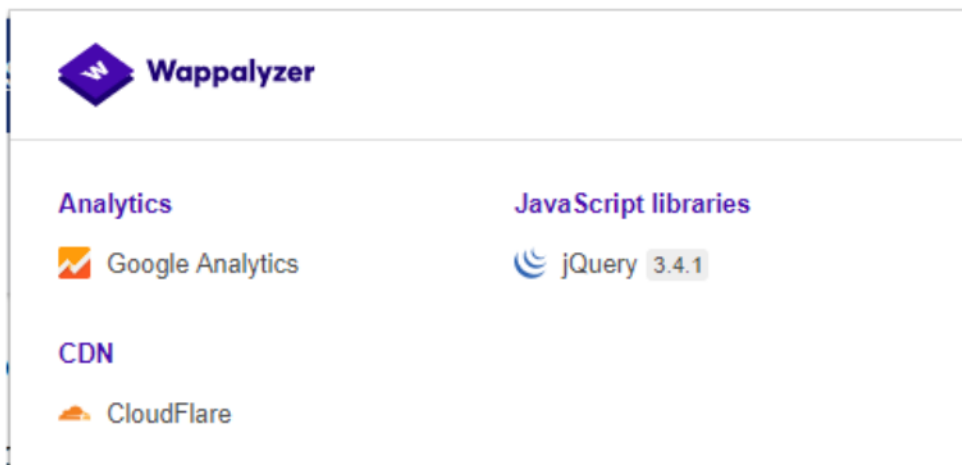 Wappalyzer
Analytics
Google Analytics
JavaScript libraries
jQuery 3.4.1
CDN
CloudFlare